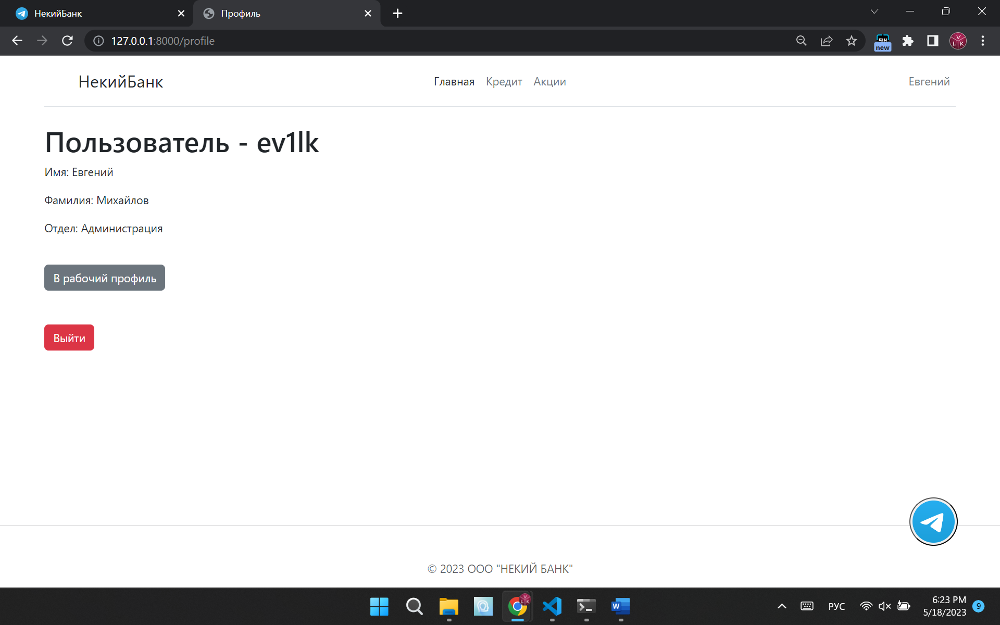 НекийБанк
Профиль
127.0.0.1:8000/profile
new
НекийБанк
Главная Кредит Акции
Евгений
Пользователь - ev1lk
Имя: Евгений
Фамилия: Михайлов
Отдел: Администрация
В рабочий профиль
Выйти
© 2023 ООО "НЕКИЙ БАНК"
РУС
6:23 PM
5/18/2023
9